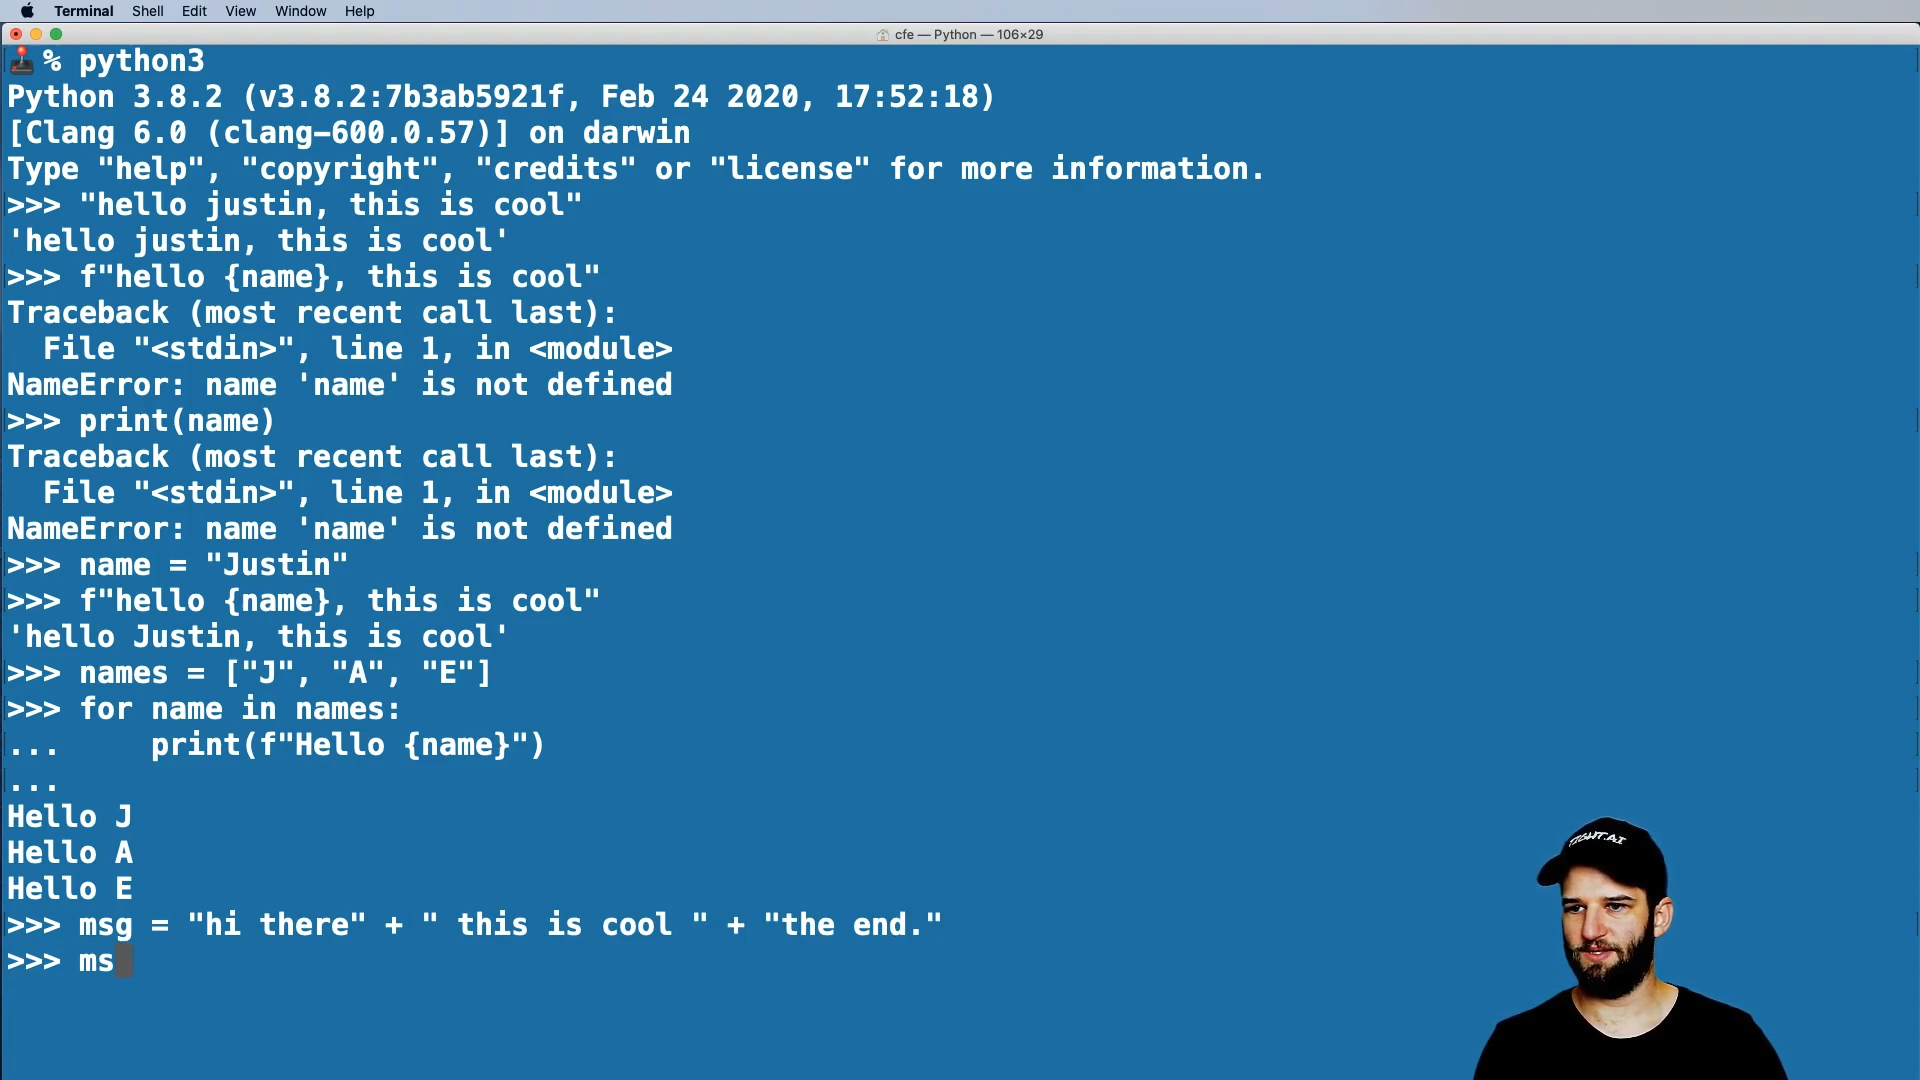 Terminal Shell Edit View Window Help
cfe — Python — 106×29
% python3
Python 3.8.2 (v3.8.2:7b3ab5921f, Feb 24 2020, 17:52:18)
[Clang 6.0 (clang-600.0.57)] on darwin
Type "help", "copyright", "credits" or "license" for more information.
>>> "hello justin, this is cool"
'hello justin, this is cool'
>>> f"hello {name}, this is cool"
Traceback (most recent call last):
  File "<stdin>", line 1, in <module>
NameError: name 'name' is not defined
>>> print(name)
Traceback (most recent call last):
  File "<stdin>", line 1, in <module>
NameError: name 'name' is not defined
>>> name = "Justin"
>>> f"hello {name}, this is cool"
'hello Justin, this is cool'
>>> names = ["J", "A", "E"]
>>> for name in names:
...     print(f"Hello {name}")
...
Hello J
Hello A
Hello E
>>> msg = "hi there" + " this is cool " + "the end."
>>> ms